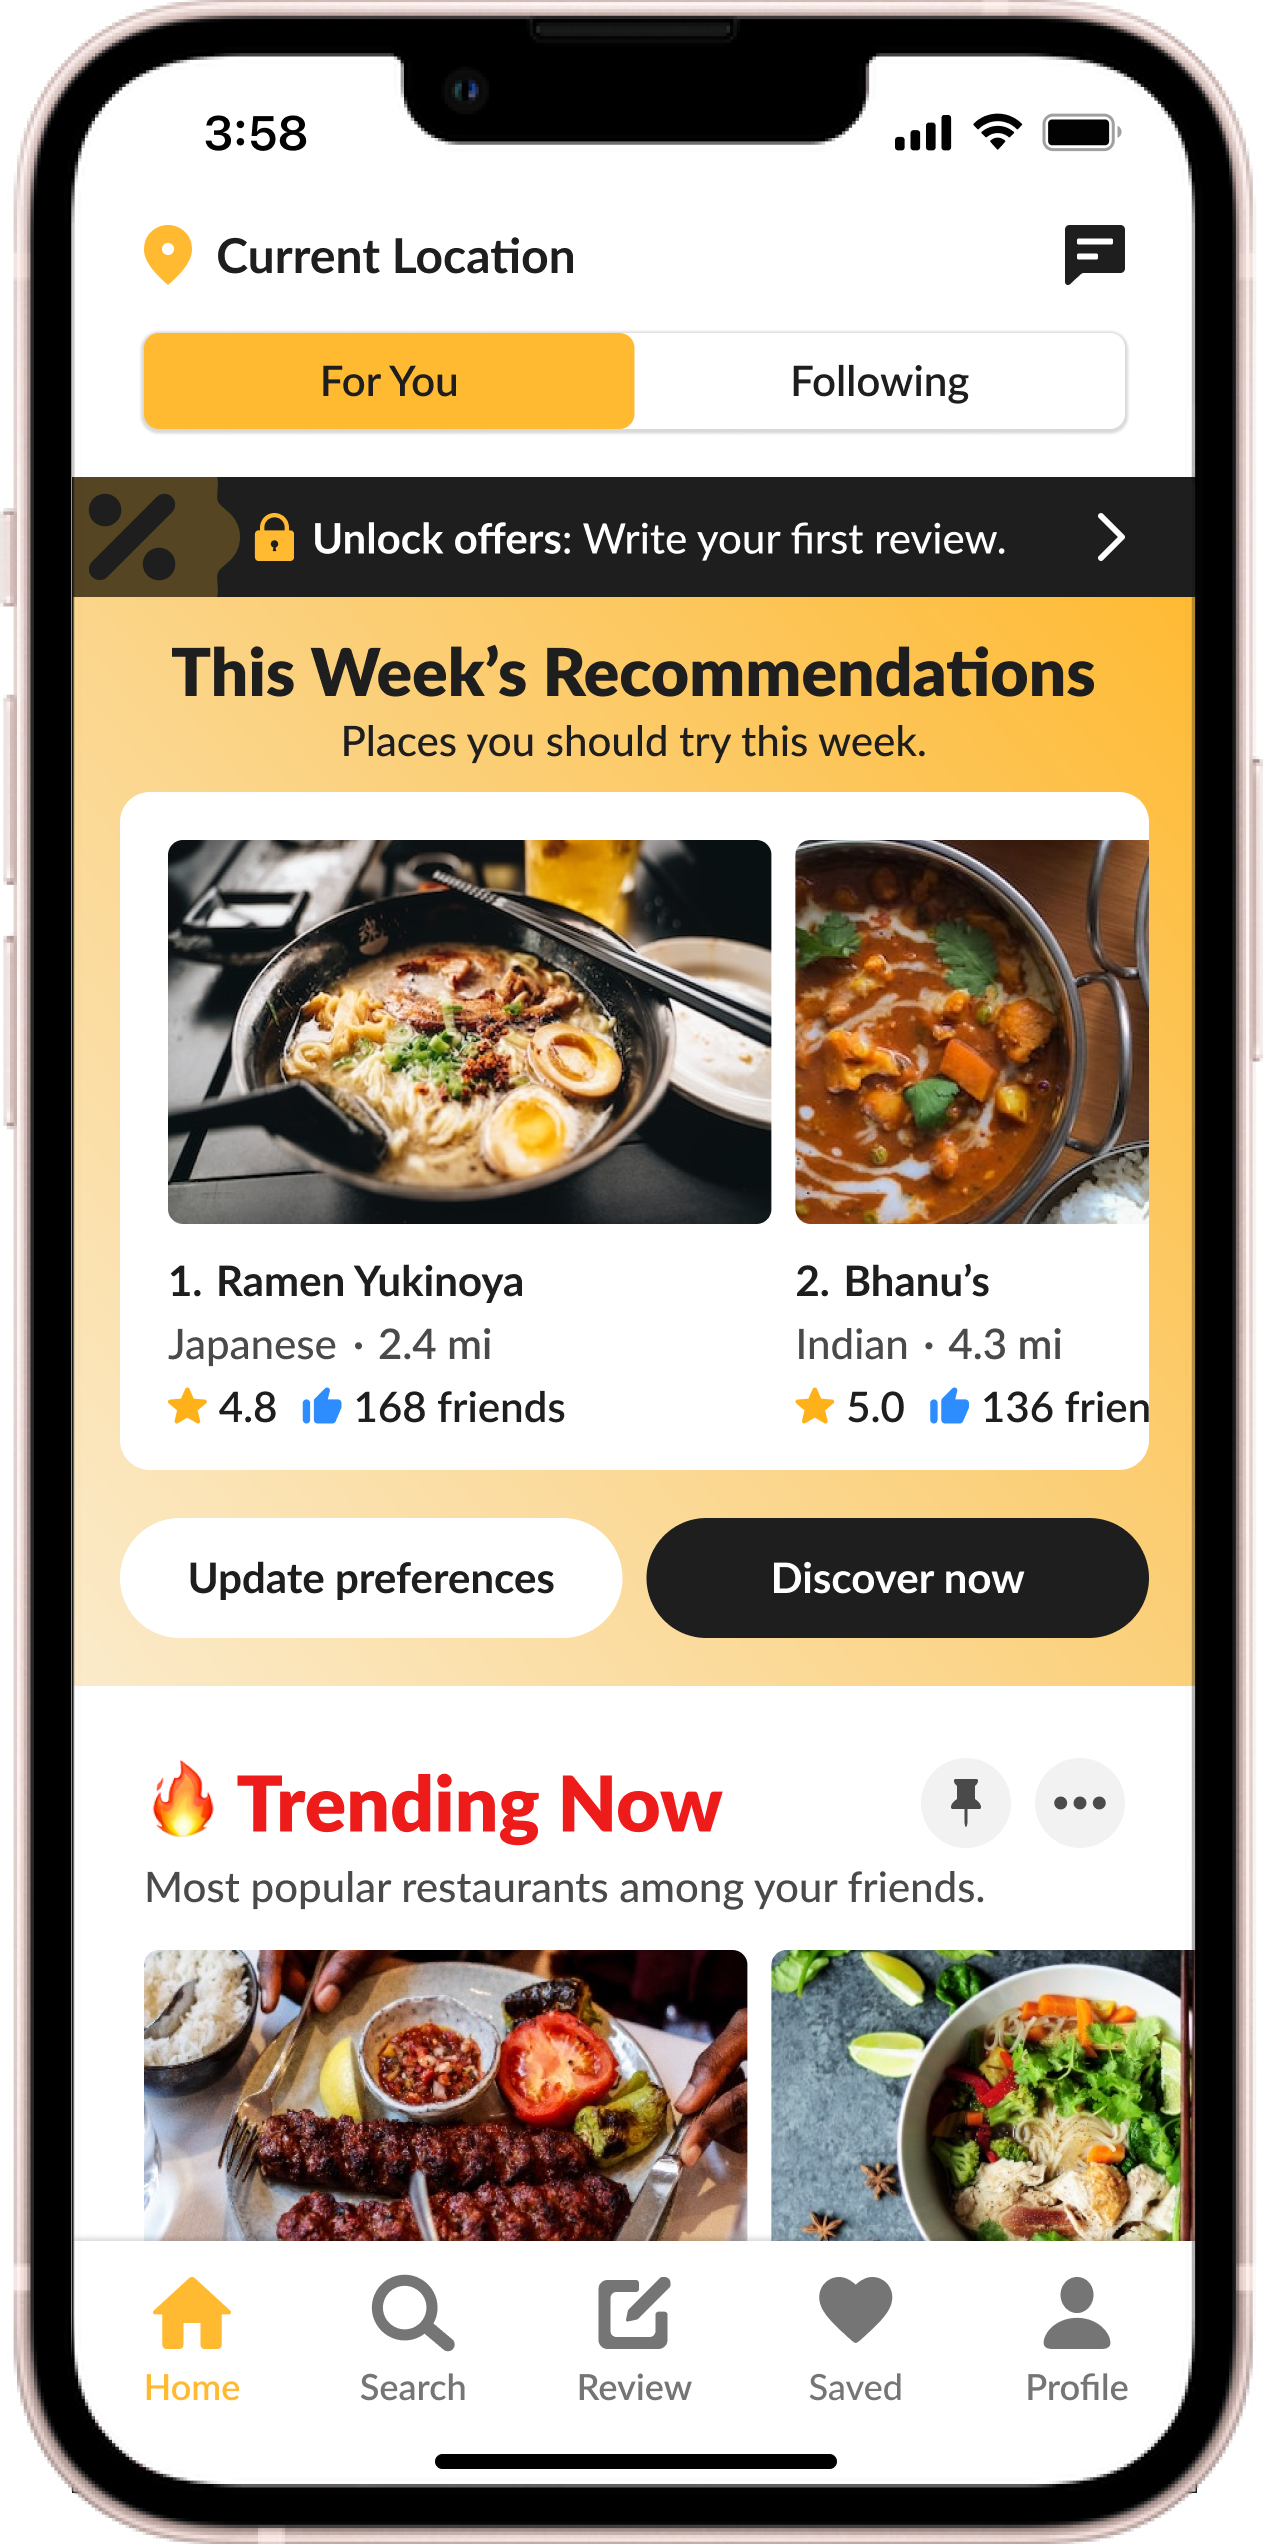 3:58
Current Location
For You
Following
Unlock offers: Write your first review.
This Week’s Recommendations
Places you should try this week.
1. Ramen Yukinoya
Japanese · 2.4 mi
4.8 168 friends
2. Bhanu’s
Indian · 4.3 mi
5.0 136 frien
Update preferences
Discover now
Trending Now
Most popular restaurants among your friends.
Home
Search
Review
Saved
Profile